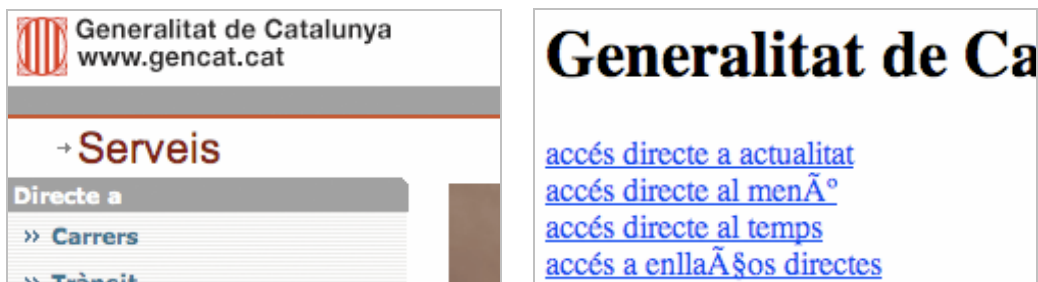 Generalitat de Catalunya
www.gencat.cat
Serveis
Directe a
Carrers
Trànsit
Generalitat de Ca
accés directe a actualitat
accés directe al menÃº
accés directe al temps
accés a enllaÃ§os directes